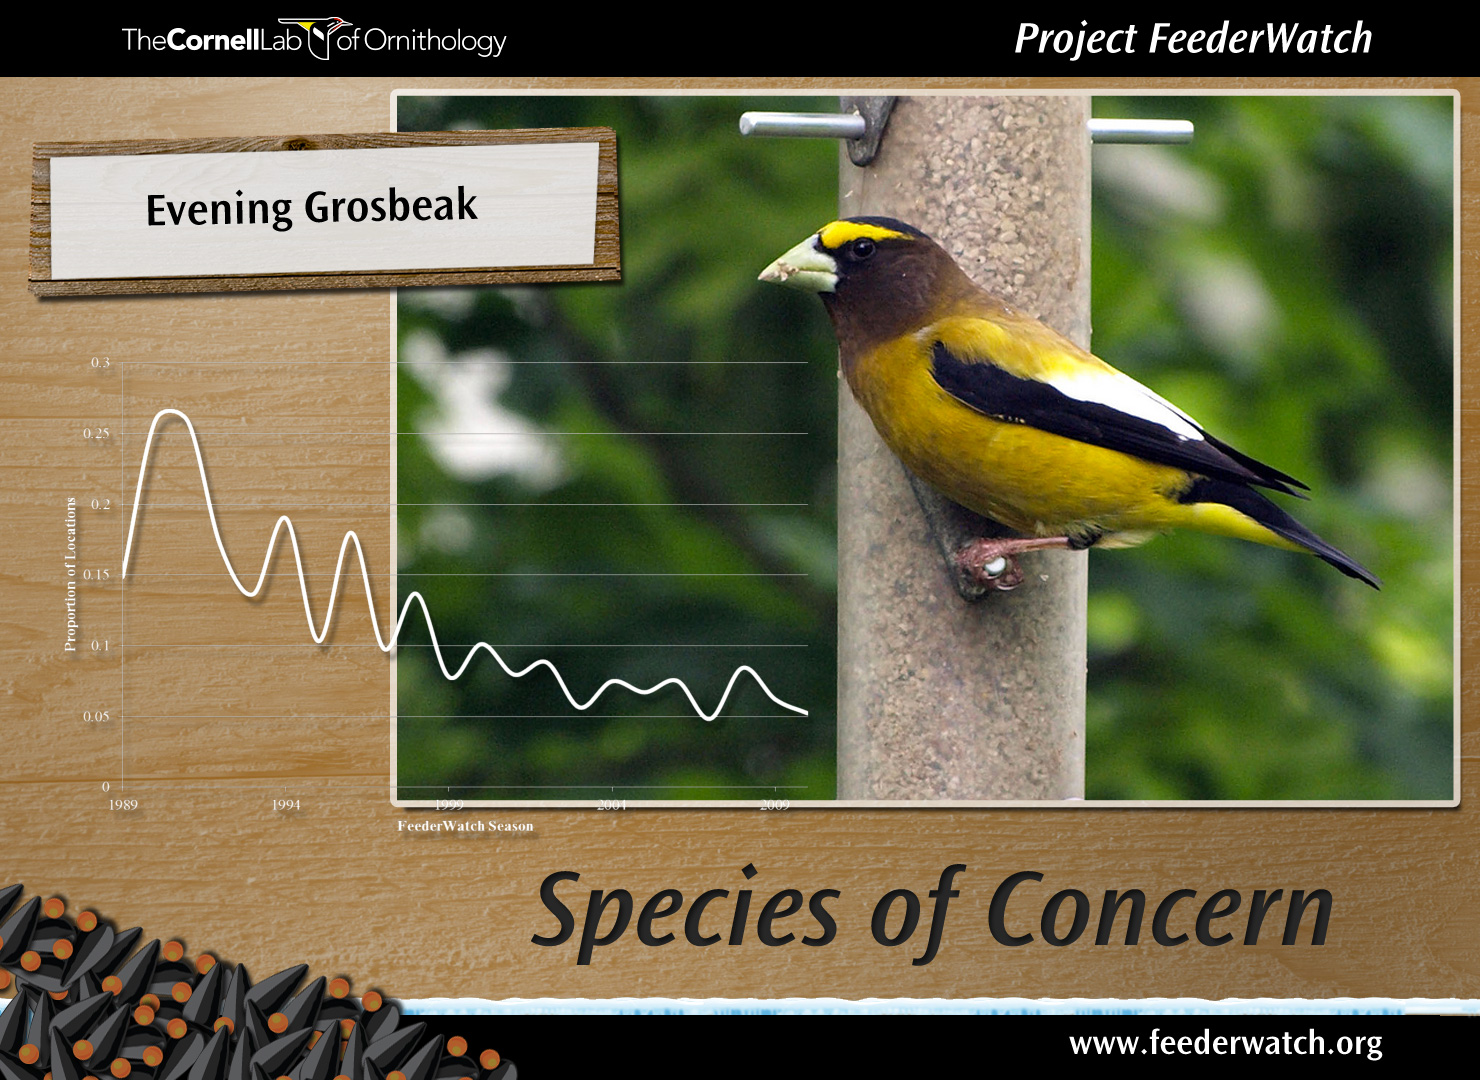 TheCornellLab of Ornithology
Project FeederWatch
Evening Grosbeak
0.3
0.25
0.2
0.15
0.1
0.05
0
Proportion of Locations
1989 1994 1999 2004 2009
FeederWatch Season
Species of Concern
www.feederwatch.org